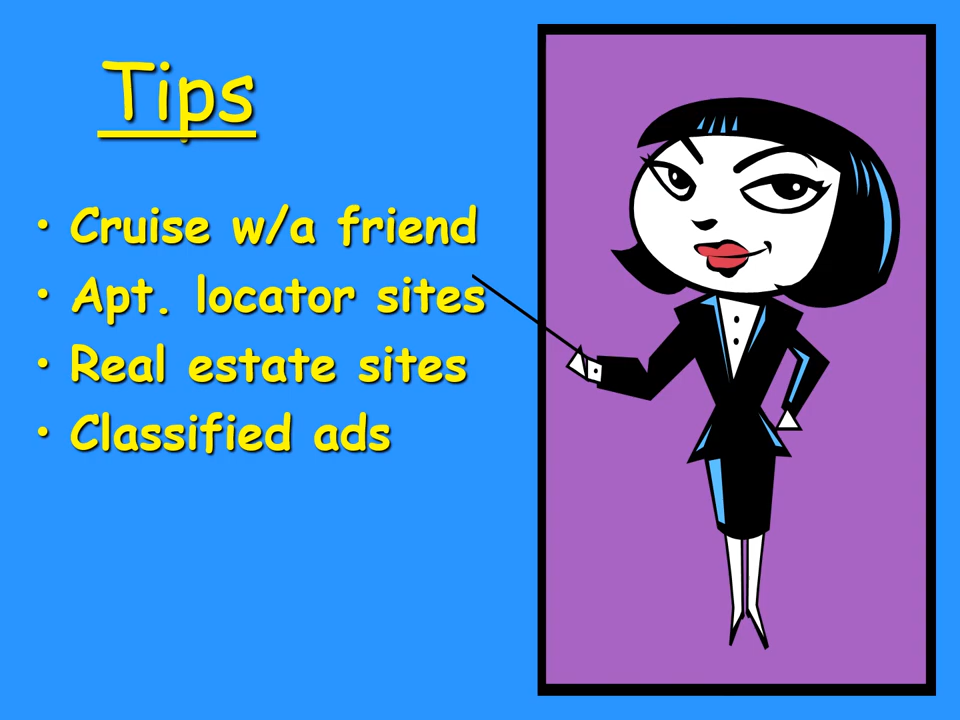 Tips
• Cruise w/a friend
• Apt. locator sites
• Real estate sites
• Classified ads